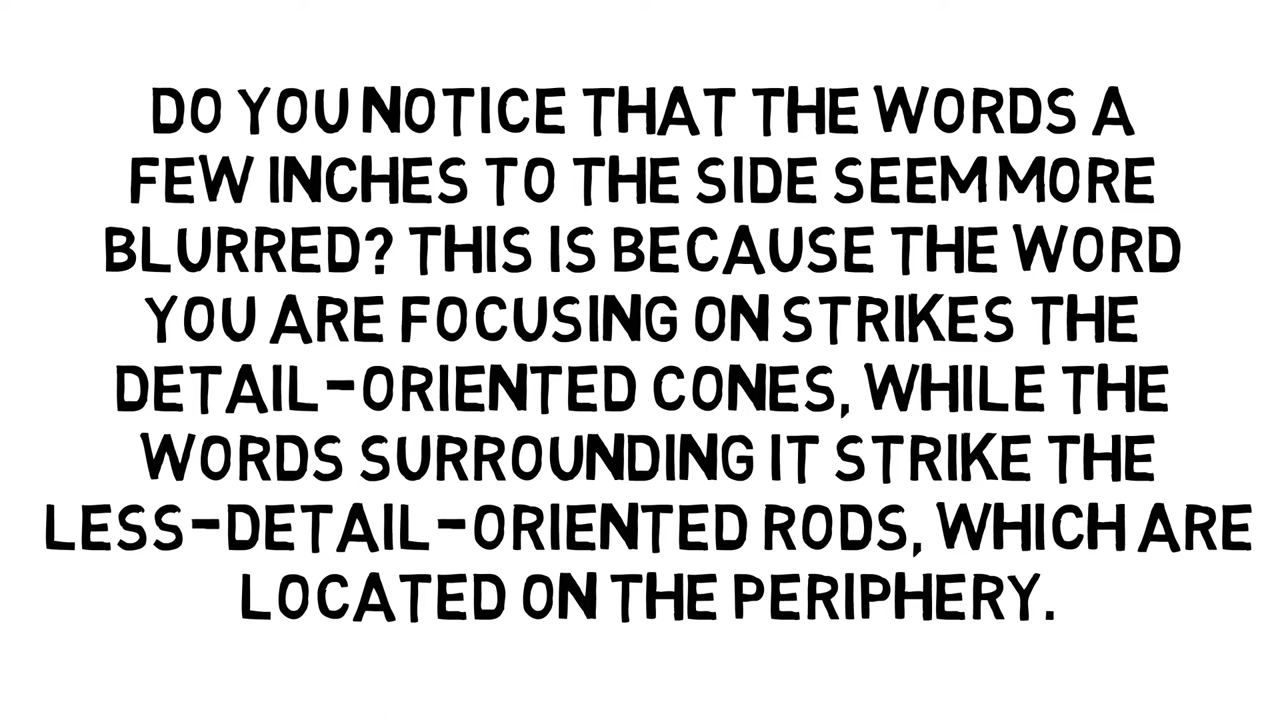 DO YOU NOTICE THAT THE WORDS A
FEW INCHES TO THE SIDE SEEM MORE
BLURRED? THIS IS BECAUSE THE WORD
YOU ARE FOCUSING ON STRIKES THE
DETAIL-ORIENTED CONES, WHILE THE
WORDS SURROUNDING IT STRIKE THE
LESS-DETAIL-ORIENTED RODS, WHICH ARE
LOCATED ON THE PERIPHERY.